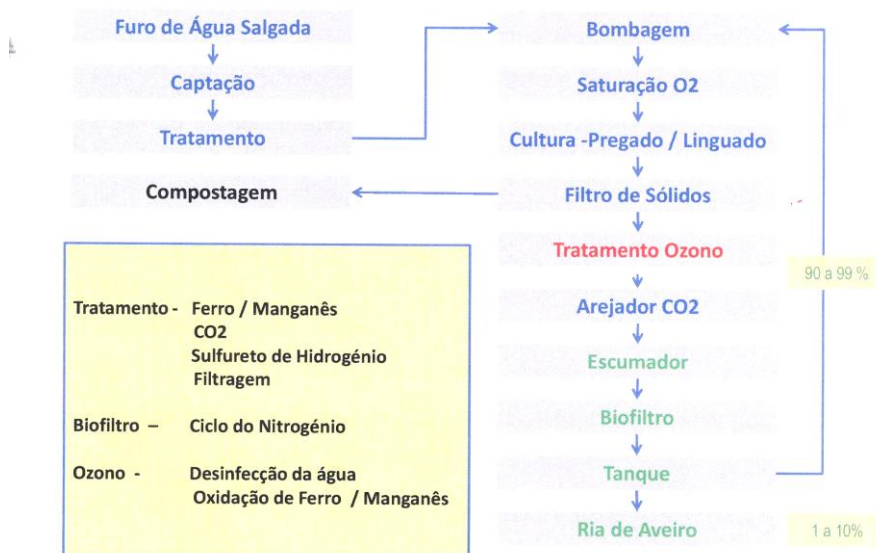 Furo de Água Salgada
Captação
Tratamento
Compostagem
Bombagem
Saturação O2
Cultura -Pregado / Linguado
Filtro de Sólidos
Tratamento Ozono
Arejador CO2
Escumador
Biofiltro
Tanque
Ria de Aveiro
90 a 99 %
1 a 10%
Tratamento - Ferro / Manganês
CO2
Sulfureto de Hidrogénio
Filtragem
Biofiltro – Ciclo do Nitrogénio
Ozono - Desinfecção da água
Oxidação de Ferro / Manganês